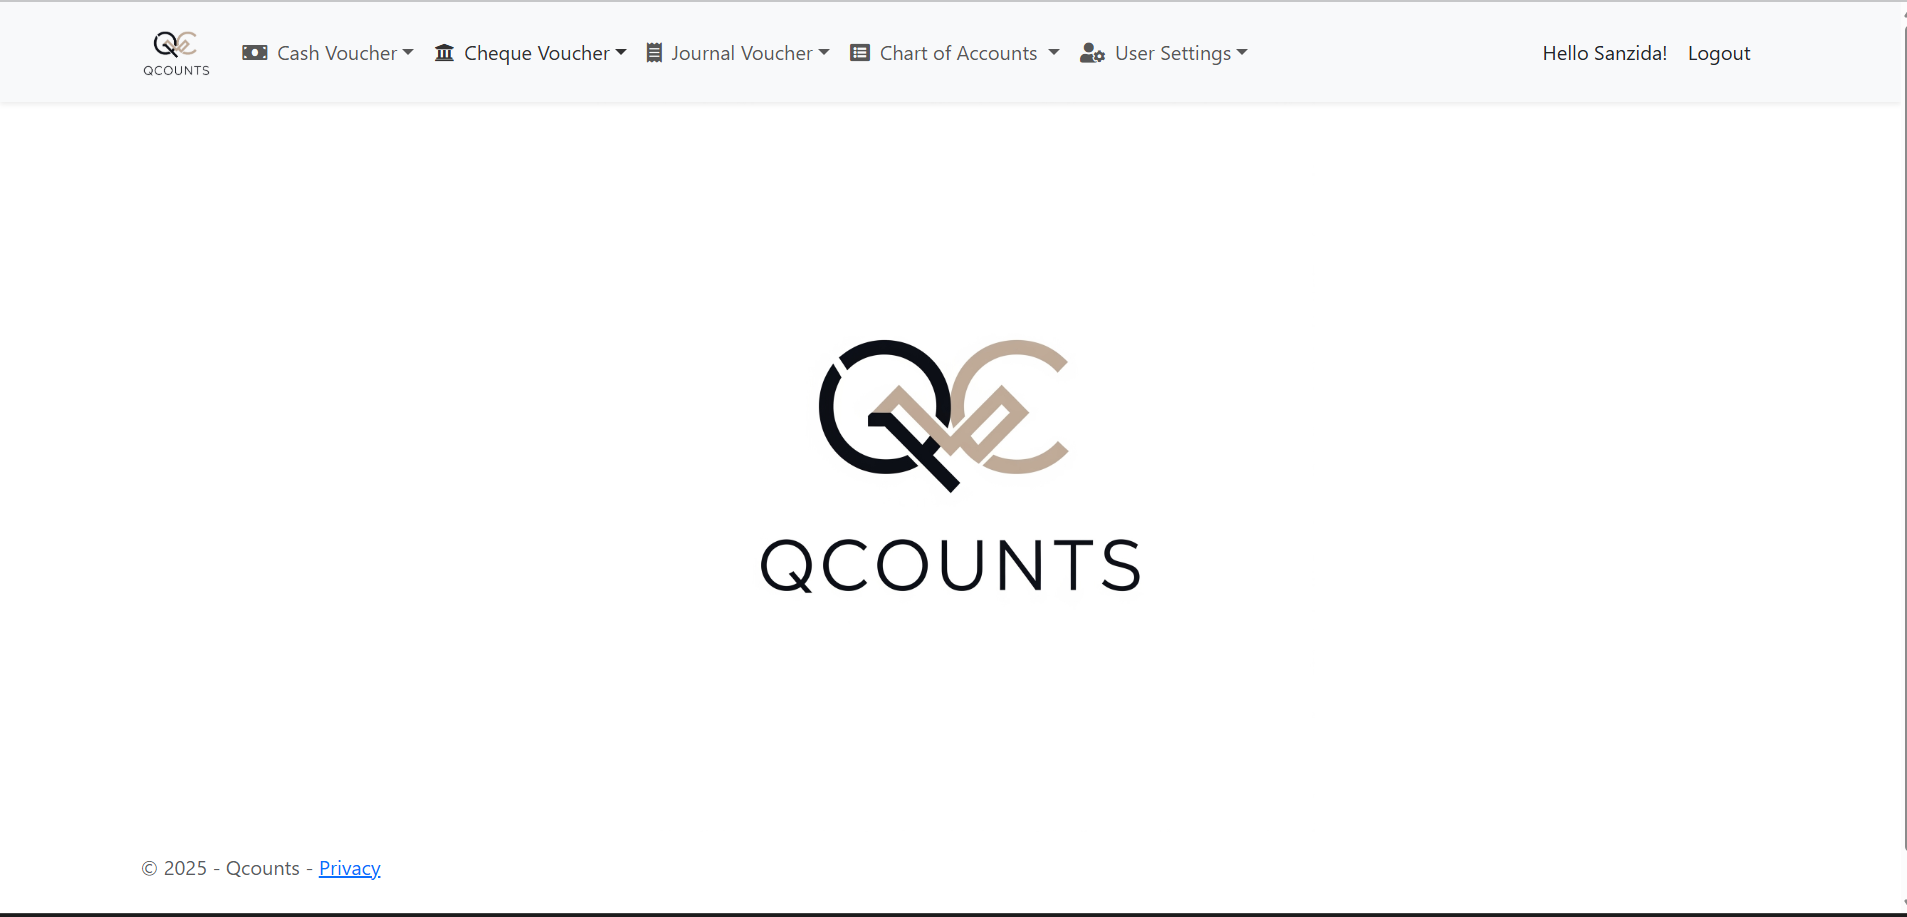 QCOUNTS
Cash Voucher
Cheque Voucher
Journal Voucher
Chart of Accounts
User Settings
Hello Sanzida!
Logout
QCOUNTS
© 2025 - Qcounts - Privacy